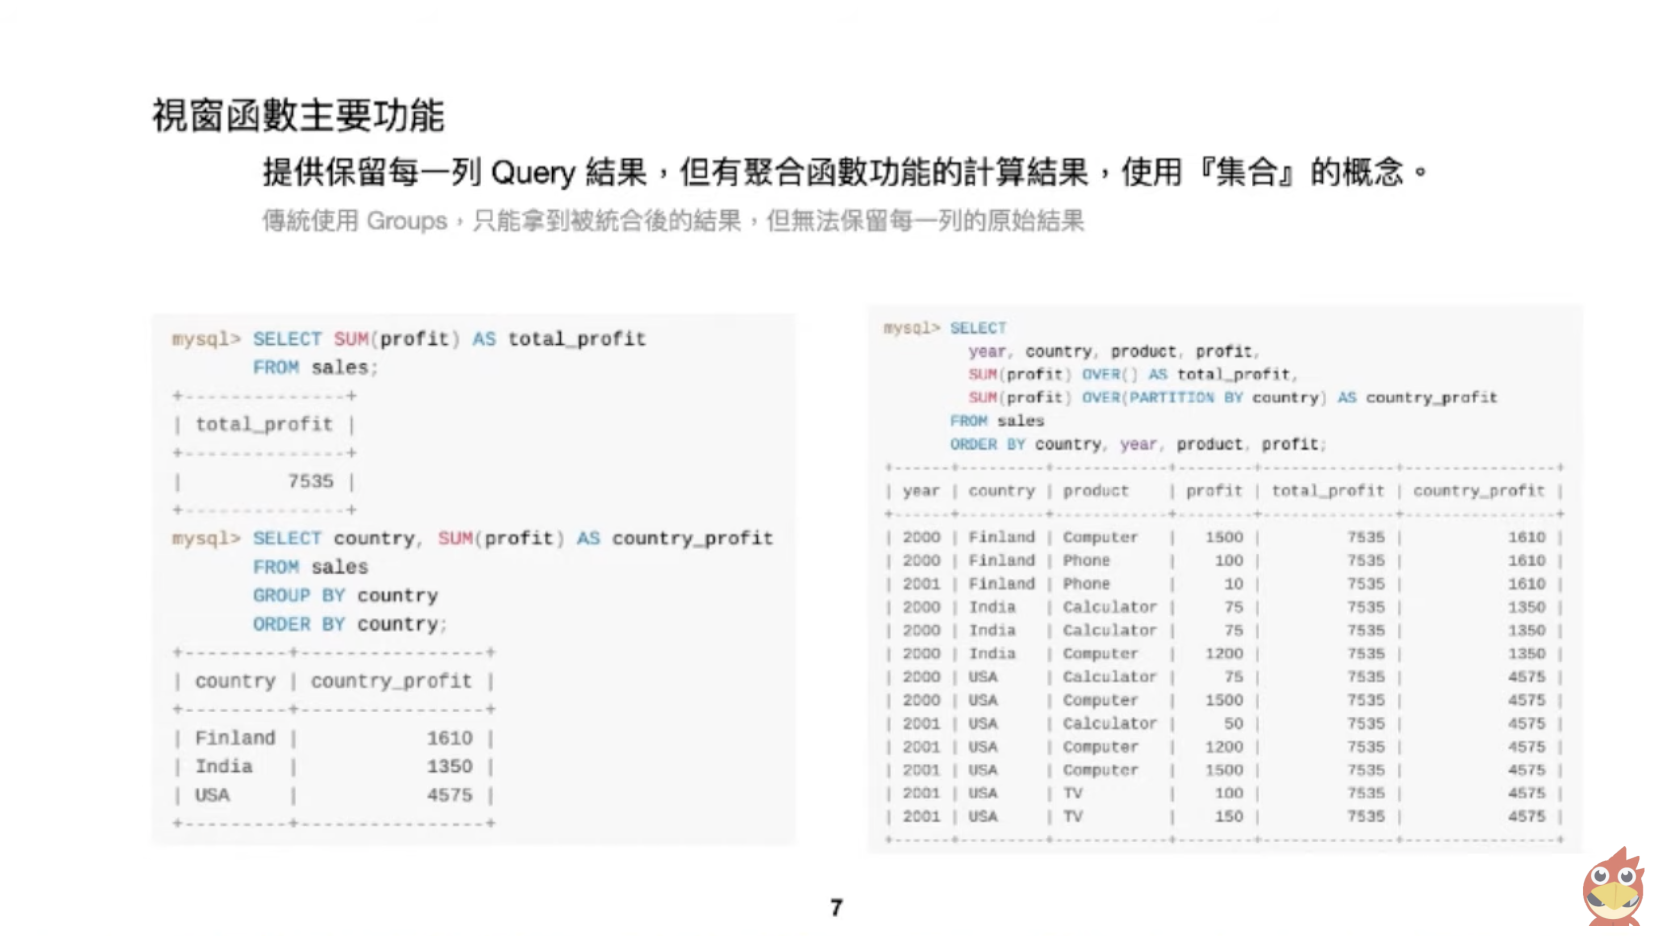 視窗函數主要功能
提供保留每一列 Query 結果，但有聚合函數功能的計算結果，使用『集合』的概念。
傳統使用 Groups，只能拿到被統合後的結果，但無法保留每一列的原始結果
mysql> SELECT SUM(profit) AS total_profit
FROM sales;
+--------------+
| total_profit |
+--------------+
|         7535 |
+--------------+
mysql> SELECT country, SUM(profit) AS country_profit
FROM sales
GROUP BY country
ORDER BY country;
+---------+----------------+
| country | country_profit |
+---------+----------------+
| Finland |           1610 |
| India   |           1350 |
| USA     |           4575 |
+---------+----------------+
mysql> SELECT
year, country, product, profit,
SUM(profit) OVER() AS total_profit,
SUM(profit) OVER(PARTITION BY country) AS country_profit
FROM sales
ORDER BY country, year, product, profit;
+------+---------+------------+--------+--------------+----------------+
| year | country | product    | profit | total_profit | country_profit |
+------+---------+------------+--------+--------------+----------------+
| 2000 | Finland | Computer   |   1500 |         7535 |           1610 |
| 2000 | Finland | Phone      |    100 |         7535 |           1610 |
| 2001 | Finland | Phone      |     10 |         7535 |           1610 |
| 2000 | India   | Calculator |     75 |         7535 |           1350 |
| 2000 | India   | Calculator |     75 |         7535 |           1350 |
| 2000 | India   | Computer   |   1200 |         7535 |           1350 |
| 2000 | USA     | Calculator |     75 |         7535 |           4575 |
| 2000 | USA     | Computer   |   1500 |         7535 |           4575 |
| 2001 | USA     | Calculator |     50 |         7535 |           4575 |
| 2001 | USA     | Computer   |   1200 |         7535 |           4575 |
| 2001 | USA     | Computer   |   1500 |         7535 |           4575 |
| 2001 | USA     | TV         |    100 |         7535 |           4575 |
| 2001 | USA     | TV         |    150 |         7535 |           4575 |
+------+---------+------------+--------+--------------+----------------+
7